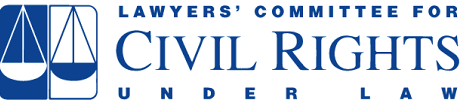 LAWYERS' COMMITTEE FOR
CIVIL RIGHTS
UNDER LAW